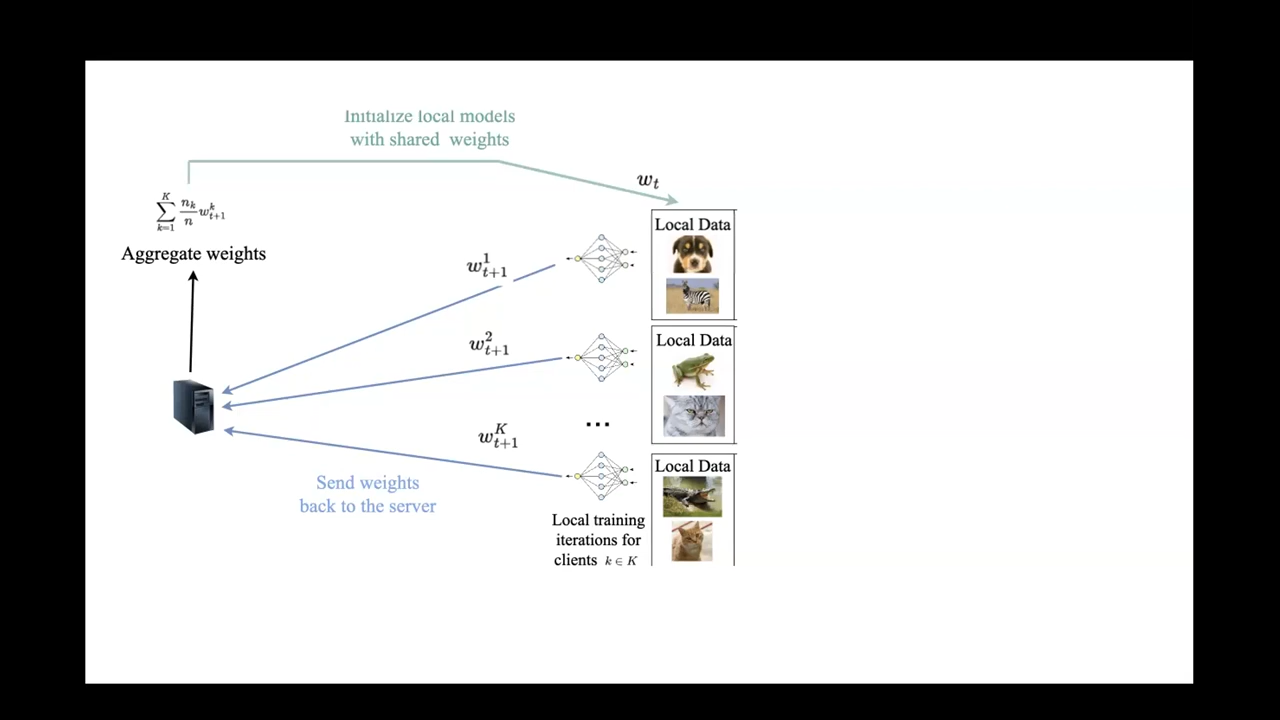 Initialize local models
with shared weights
w_t
\sum_{k=1}^{K} \frac{n_k}{n} w_{t+1}^k
Aggregate weights
Local Data
w_{t+1}^1
w_{t+1}^2
Local Data
...
w_{t+1}^K
Local Data
Send weights
back to the server
Local training
iterations for
clients k ∈ K